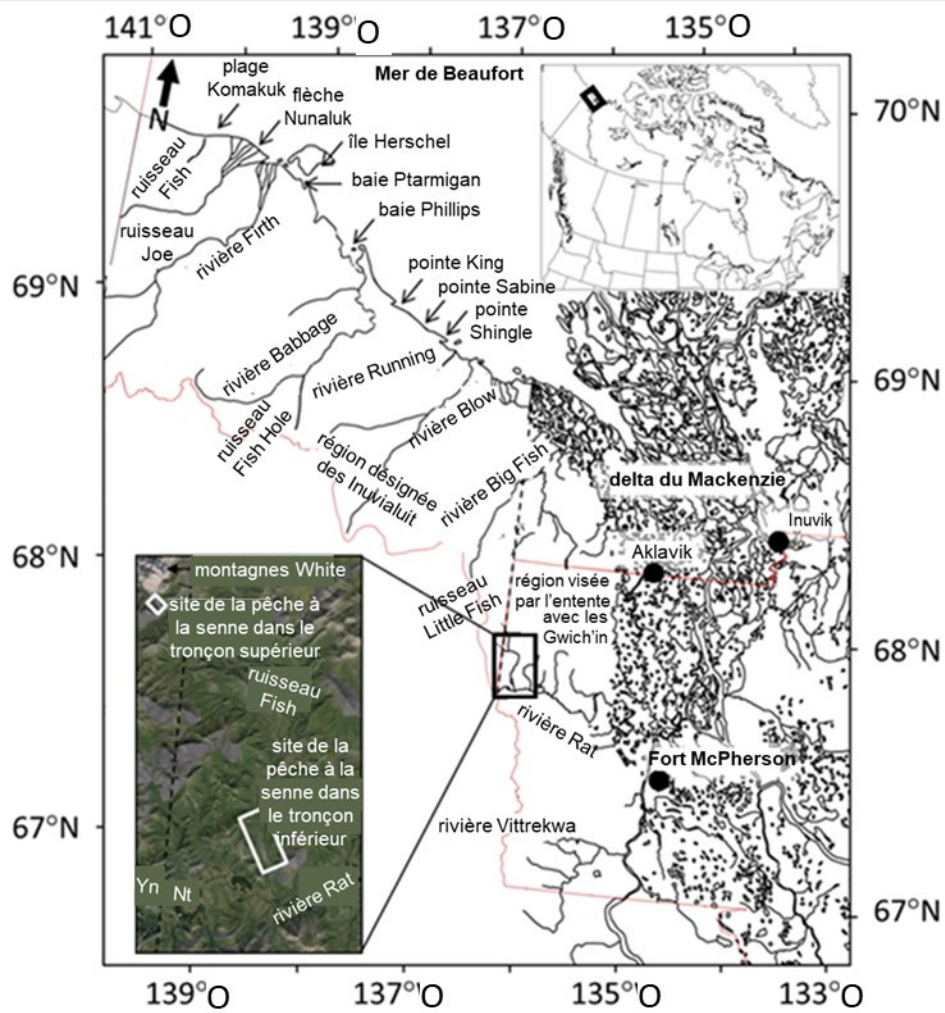 141°O
139°O
137°O
135°O
Mer de Beaufort
plage
Komakuk
flèche
Nunaluk
île Herschel
baie Ptarmigan
baie Phillips
pointe King
pointe Sabine
pointe
Shingle
N
ruisseau
Fish
ruisseau
Joe
rivière Firth
rivière Babbage
rivière Running
ruisseau
Fish Hole
rivière Blow
région désignée
des Inuvialuit
rivière Big Fish
delta du Mackenzie
Inuvik
Aklavik
ruisseau
Little Fish
région visée
par l'entente
avec les
Gwich'in
rivière Rat
Fort McPherson
rivière Vittrekwa
70°N
69°N
68°N
67°N
69°N
68°N
67°N
montagnes White
site de la pêche à
la senne dans le
tronçon supérieur
ruisseau
Fish
site de la
pêche à la
senne dans
le tronçon
inférieur
Yn Nt
rivière Rat
139°O
137°O
135°O
133°O